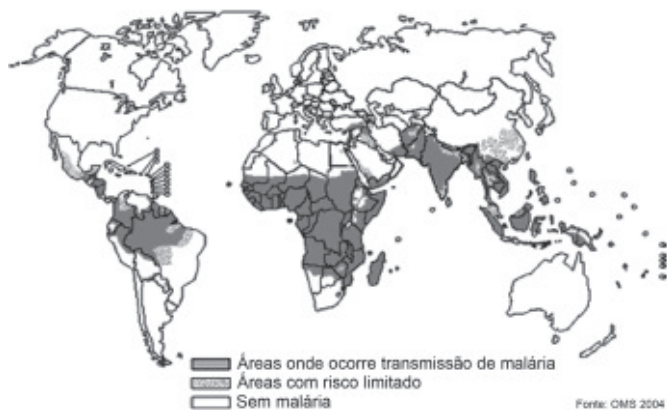 Áreas onde ocorre transmissão de malária
Áreas com risco limitado
Sem malária
Fonte: OMS 2004